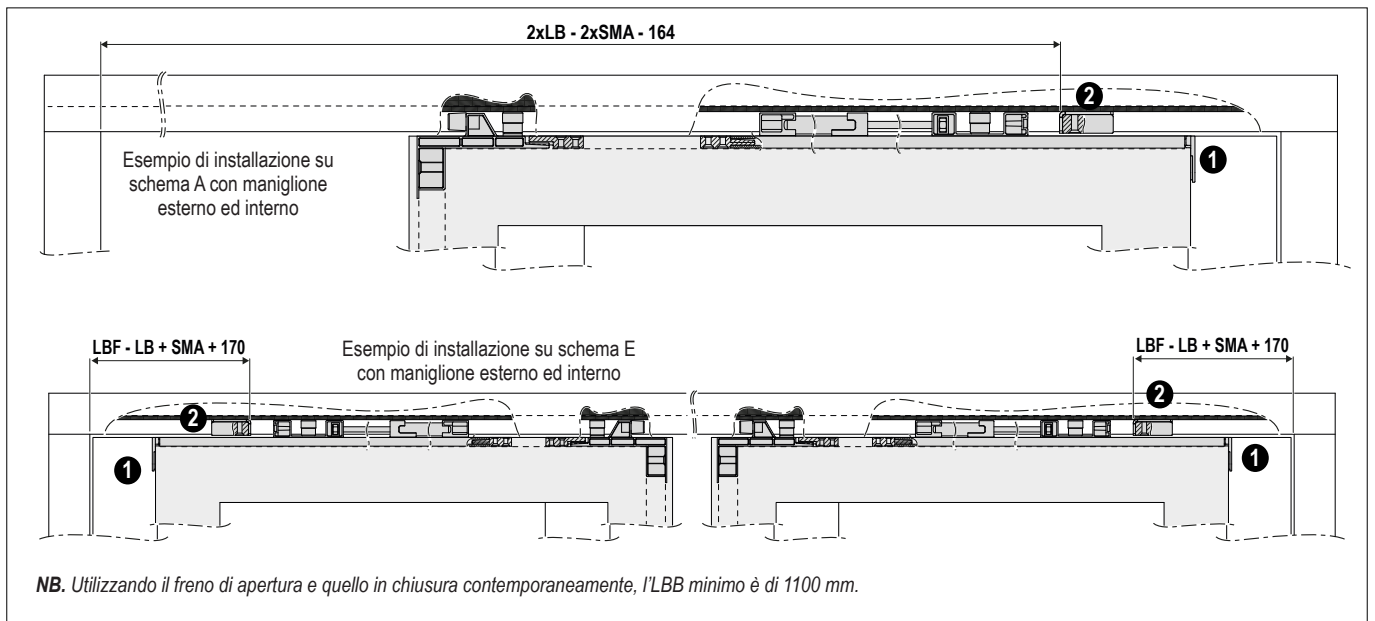 2xLB - 2xSMA - 164
2
Esempio di installazione su
schema A con maniglione
esterno ed interno
1
LBF - LB + SMA + 170
Esempio di installazione su schema E
con maniglione esterno ed interno
LBF - LB + SMA + 170
2
2
1
1
NB. Utilizzando il freno di apertura e quello in chiusura contemporaneamente, l'LBB minimo è di 1100 mm.